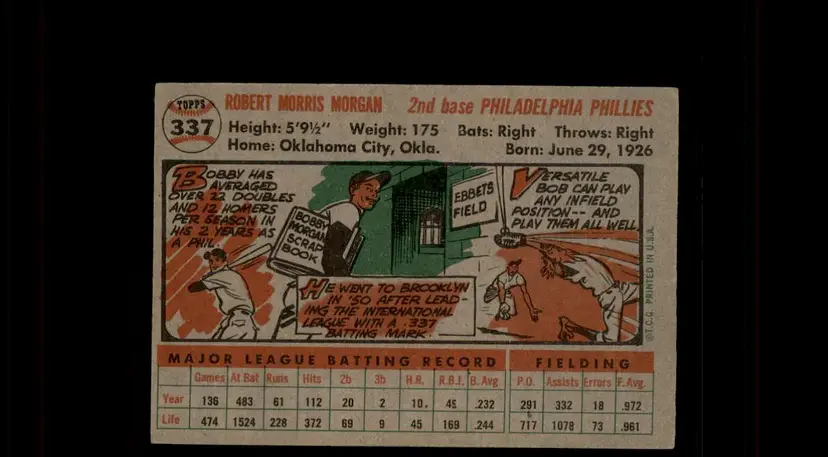 TOPPS
337
ROBERT MORRIS MORGAN 2nd base PHILADELPHIA PHILLIES
Height: 5'9½" Weight: 175 Bats: Right Throws: Right
Home: Oklahoma City, Okla. Born: June 29, 1926
BOBBY HAS
AVERAGED
OVER 22 DOUBLES
AND 12 HOMERS
PER SEASON IN
HIS 2 YEARS AS
A PHIL.
BOBBY
MORGAN
SCRAP
BOOK
EBBETS
FIELD
HE WENT TO BROOKLYN
IN '50 AFTER LEAD-
ING THE INTERNATIONAL
LEAGUE WITH A .337
BATTING MARK.
VERSATILE
BOB CAN PLAY
ANY INFIELD
POSITION-- AND
PLAY THEM ALL WELL.
©T.C.G. PRINTED IN U.S.A.
MAJOR LEAGUE BATTING RECORD FIELDING
Games At Bat Runs Hits 2b 3b H.R. R.B.I. B. Avg P.O. Assists Errors F. Avg.
Year 136 483 61 112 20 2 10 .232 291 332 18 .972
Life 474 1524 228 372 69 9 45 169 .244 717 1078 73 .961